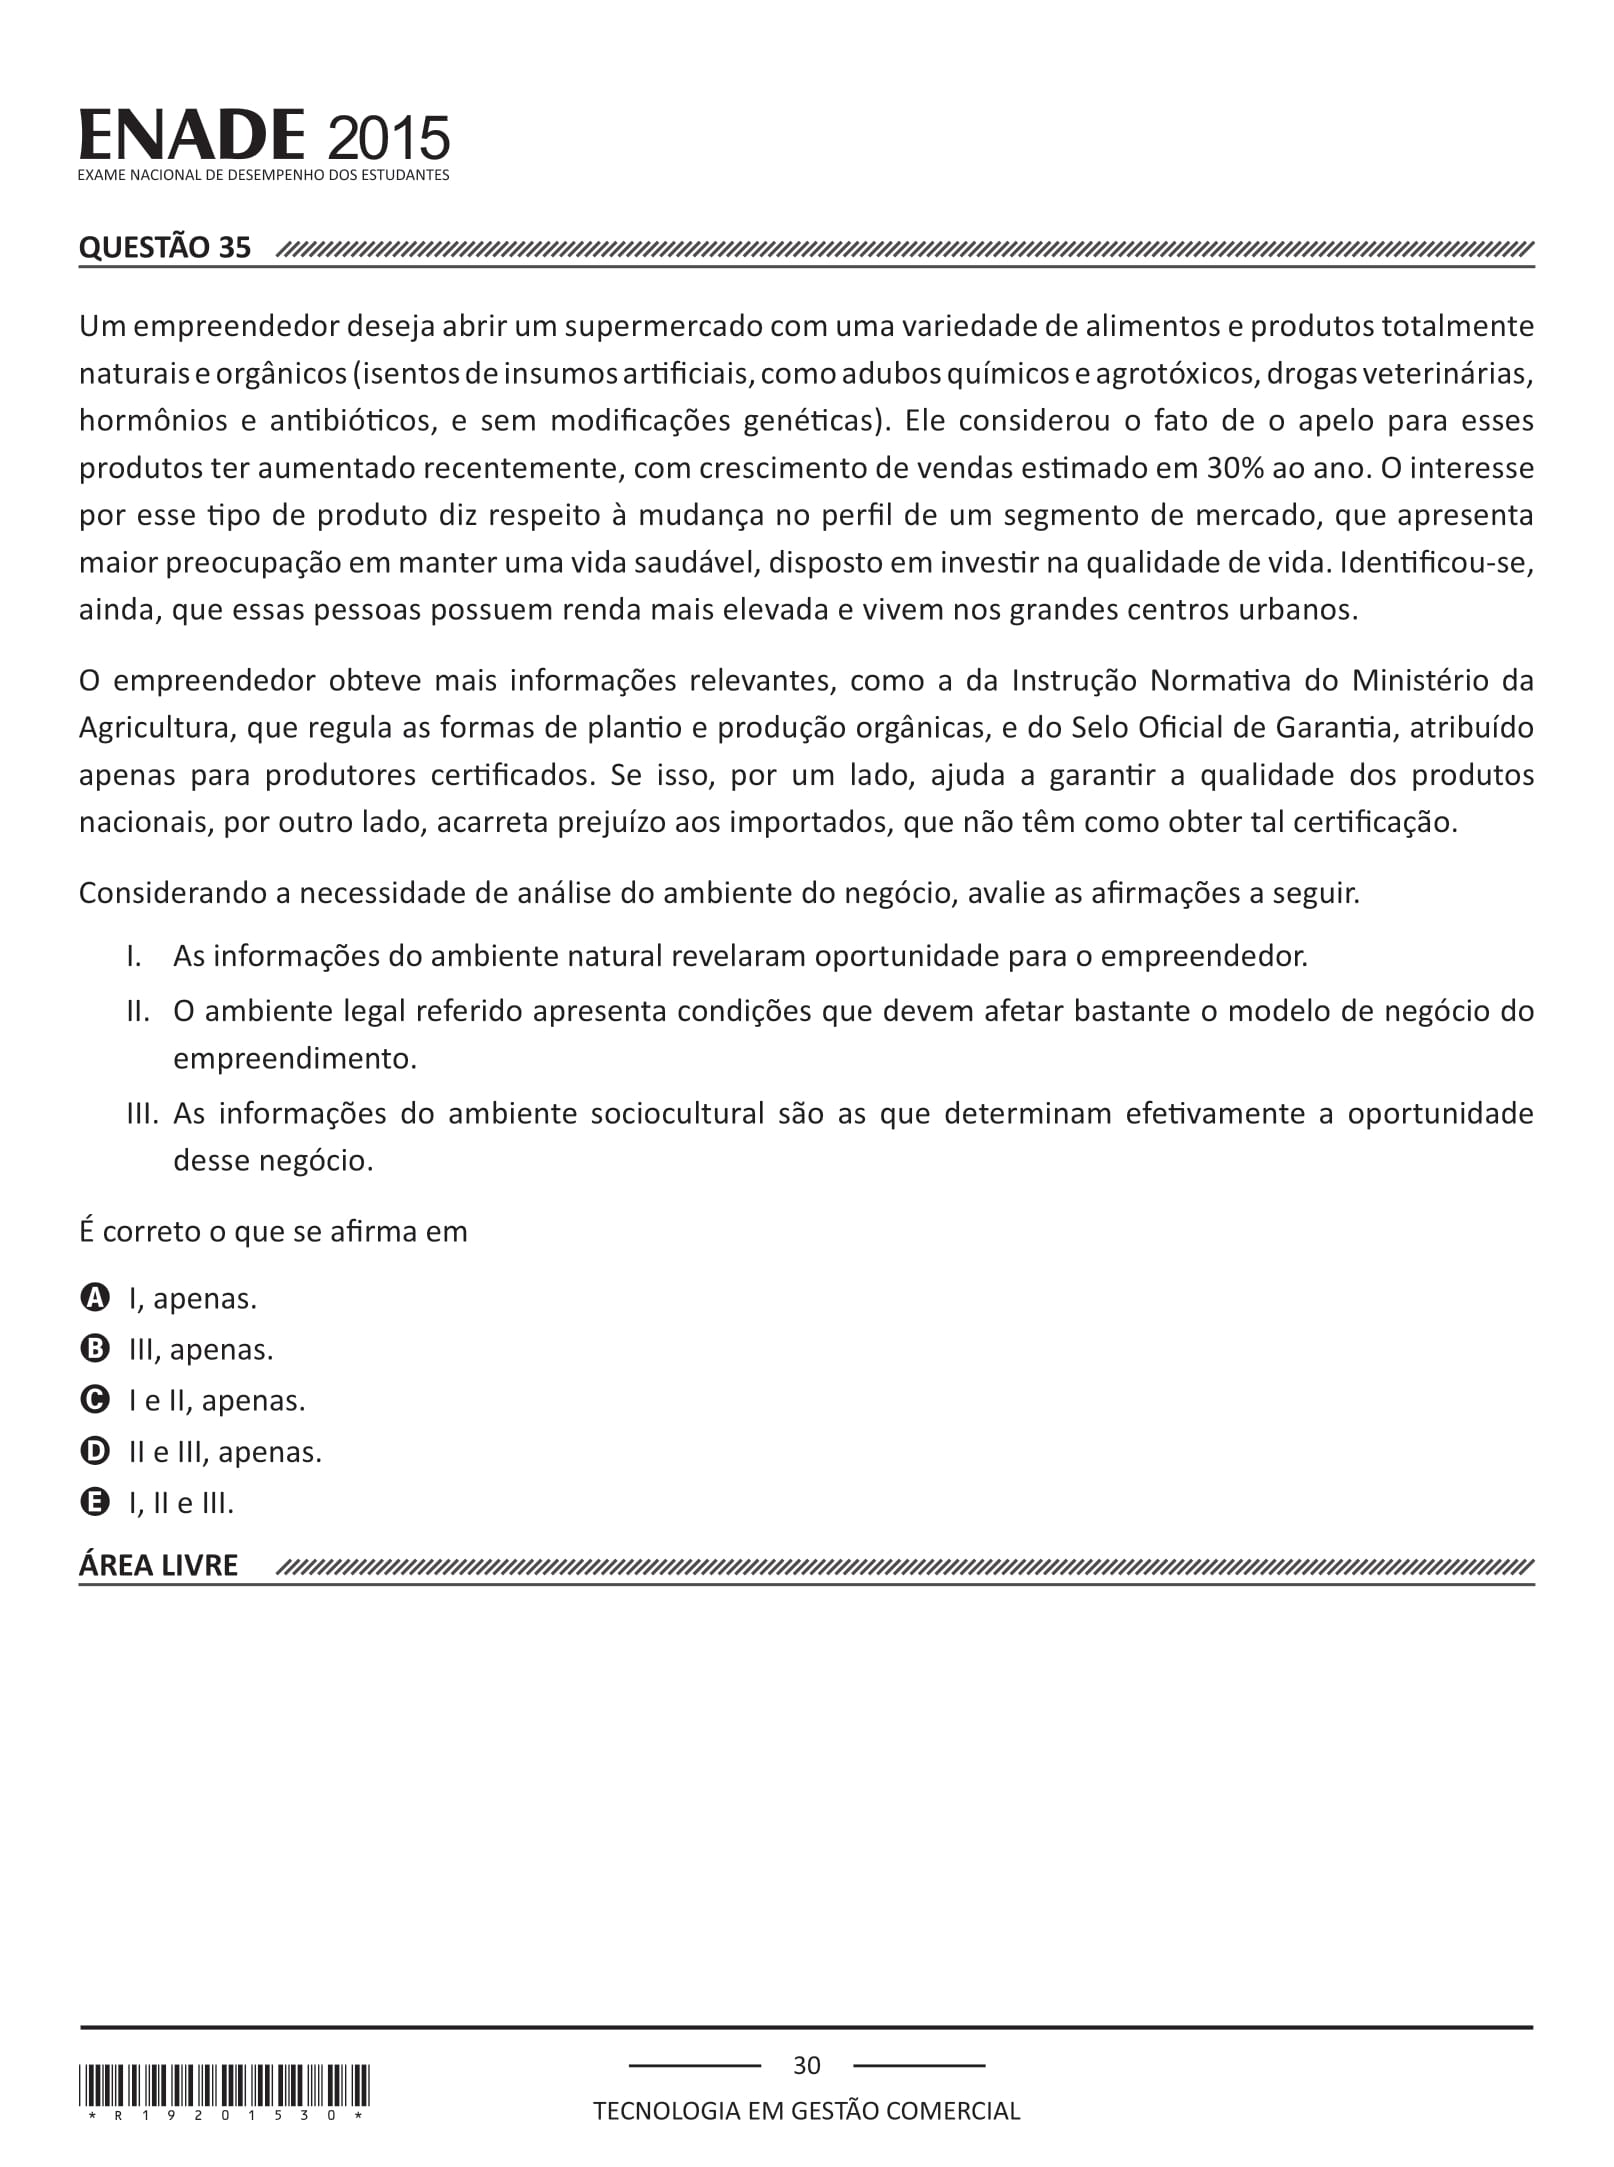 ENADE 2015
EXAME NACIONAL DE DESEMPENHO DOS ESTUDANTES
QUESTÃO 35
Um empreendedor deseja abrir um supermercado com uma variedade de alimentos e produtos totalmente
naturais e orgânicos (isentos de insumos artificiais, como adubos químicos e agrotóxicos, drogas veterinárias,
hormônios e antibióticos, e sem modificações genéticas). Ele considerou o fato de o apelo para esses
produtos ter aumentado recentemente, com crescimento de vendas estimado em 30% ao ano. O interesse
por esse tipo de produto diz respeito à mudança no perfil de um segmento de mercado, que apresenta
maior preocupação em manter uma vida saudável, disposto em investir na qualidade de vida. Identificou-se,
ainda, que essas pessoas possuem renda mais elevada e vivem nos grandes centros urbanos.
O empreendedor obteve mais informações relevantes, como a da Instrução Normativa do Ministério da
Agricultura, que regula as formas de plantio e produção orgânicas, e do Selo Oficial de Garantia, atribuído
apenas para produtores certificados. Se isso, por um lado, ajuda a garantir a qualidade dos produtos
nacionais, por outro lado, acarreta prejuízo aos importados, que não têm como obter tal certificação.
Considerando a necessidade de análise do ambiente do negócio, avalie as afirmações a seguir.
I. As informações do ambiente natural revelaram oportunidade para o empreendedor.
II. O ambiente legal referido apresenta condições que devem afetar bastante o modelo de negócio do
empreendimento.
III. As informações do ambiente sociocultural são as que determinam efetivamente a oportunidade
desse negócio.
É correto o que se afirma em
A I, apenas.
B III, apenas.
C I e II, apenas.
D II e III, apenas.
E I, II e III.
ÁREA LIVRE
30
TECNOLOGIA EM GESTÃO COMERCIAL
*R19201530*